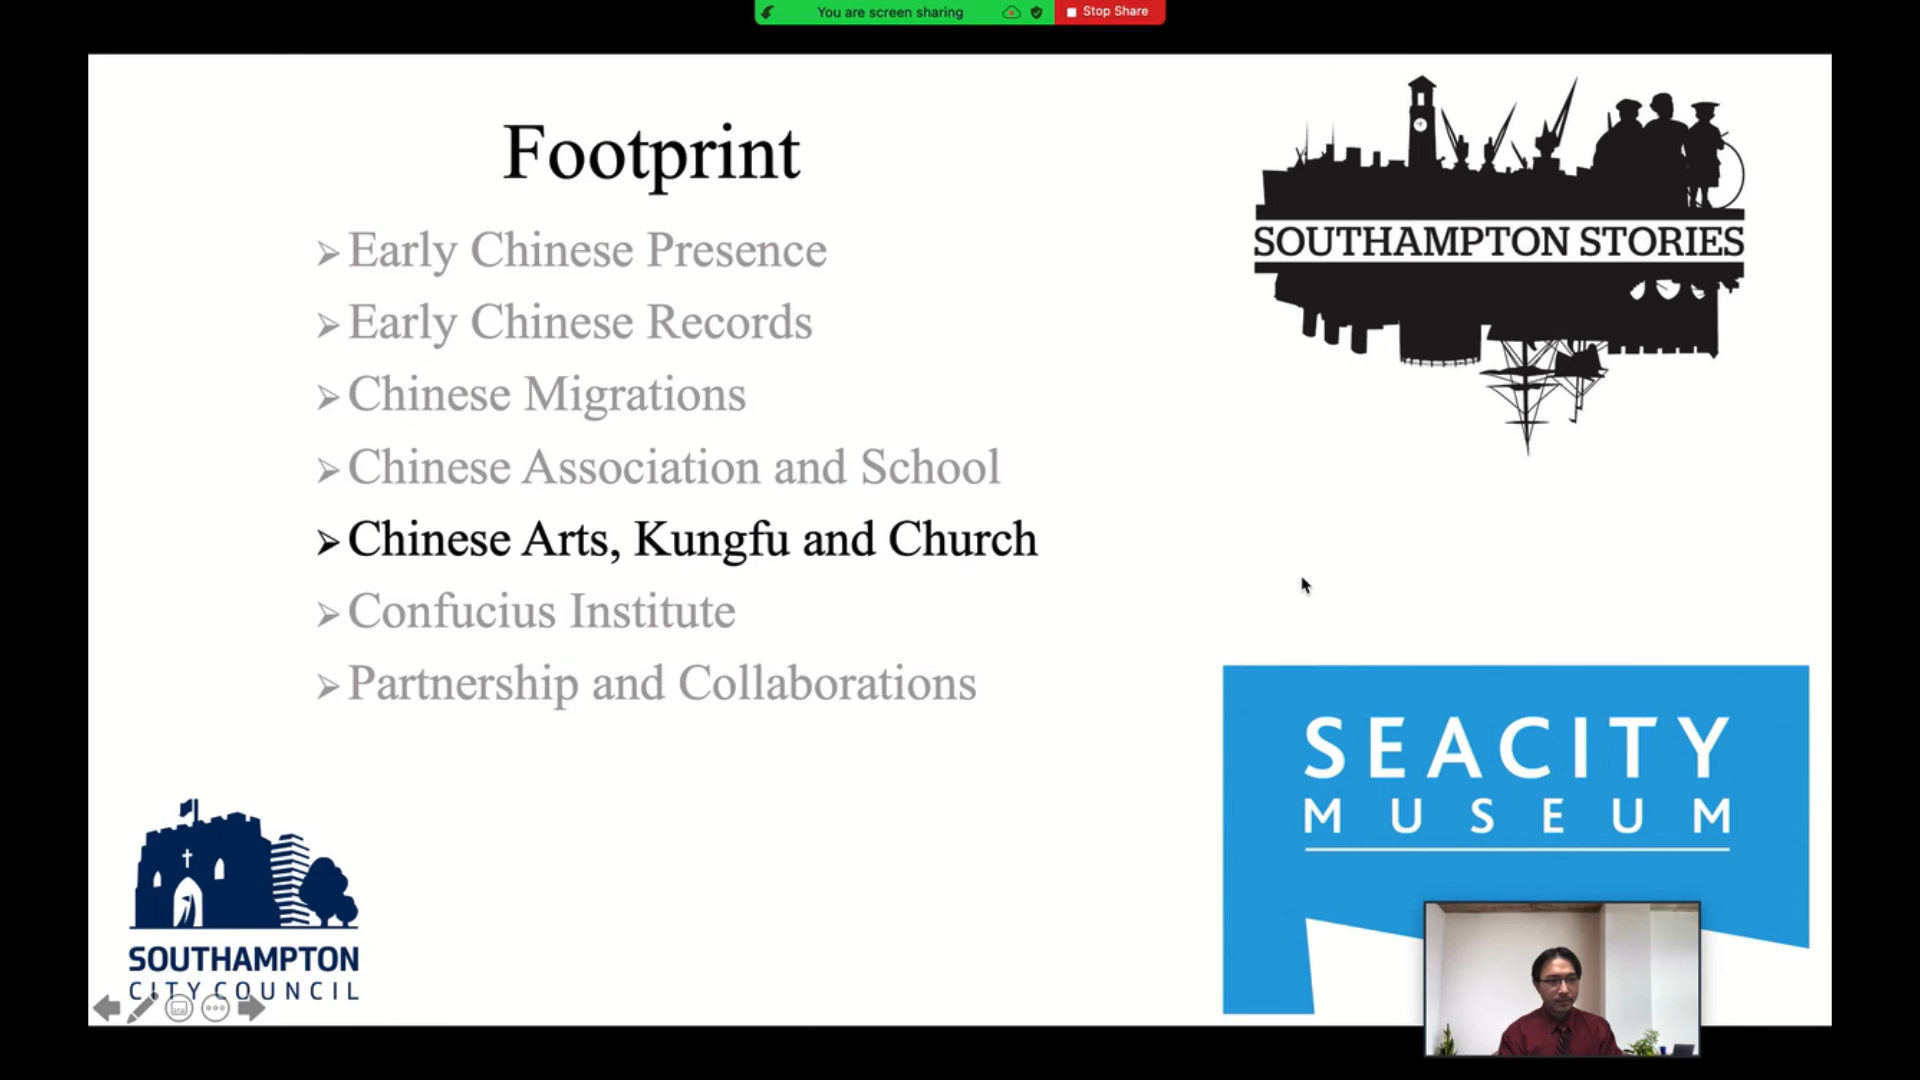 You are screen sharing
Stop Share
Footprint
➢Early Chinese Presence
➢Early Chinese Records
➢Chinese Migrations
➢Chinese Association and School
➢Chinese Arts, Kungfu and Church
➢Confucius Institute
➢Partnership and Collaborations
SOUTHAMPTON STORIES
SEACITY
MUSEUM
SOUTHAMPTON
CITY COUNCIL